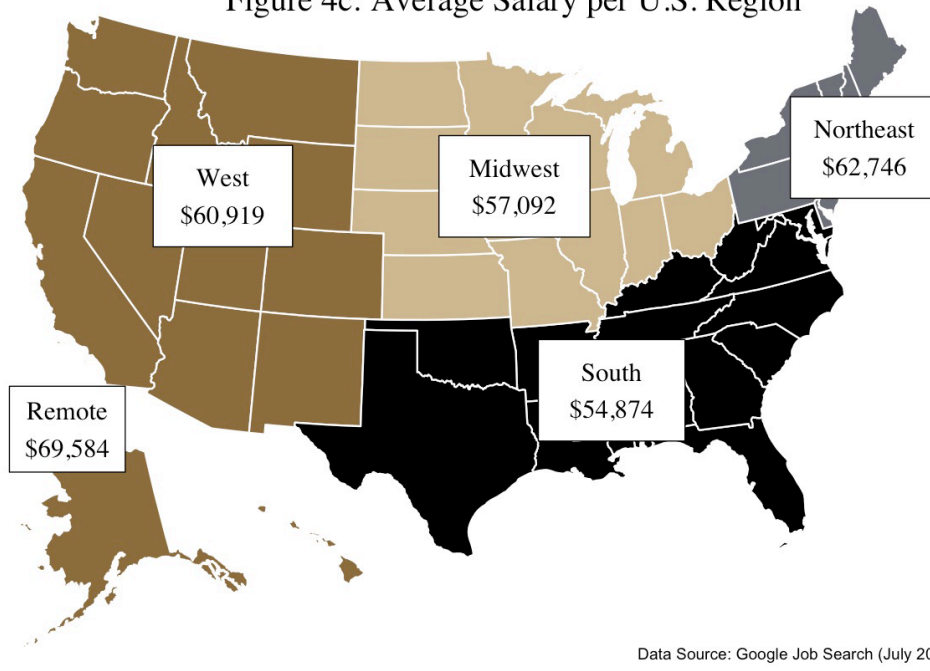 Figure 4c. Average Salary per U.S. Region
Northeast
$62,746
West
$60,919
Midwest
$57,092
South
$54,874
Remote
$69,584
Data Source: Google Job Search (July 20